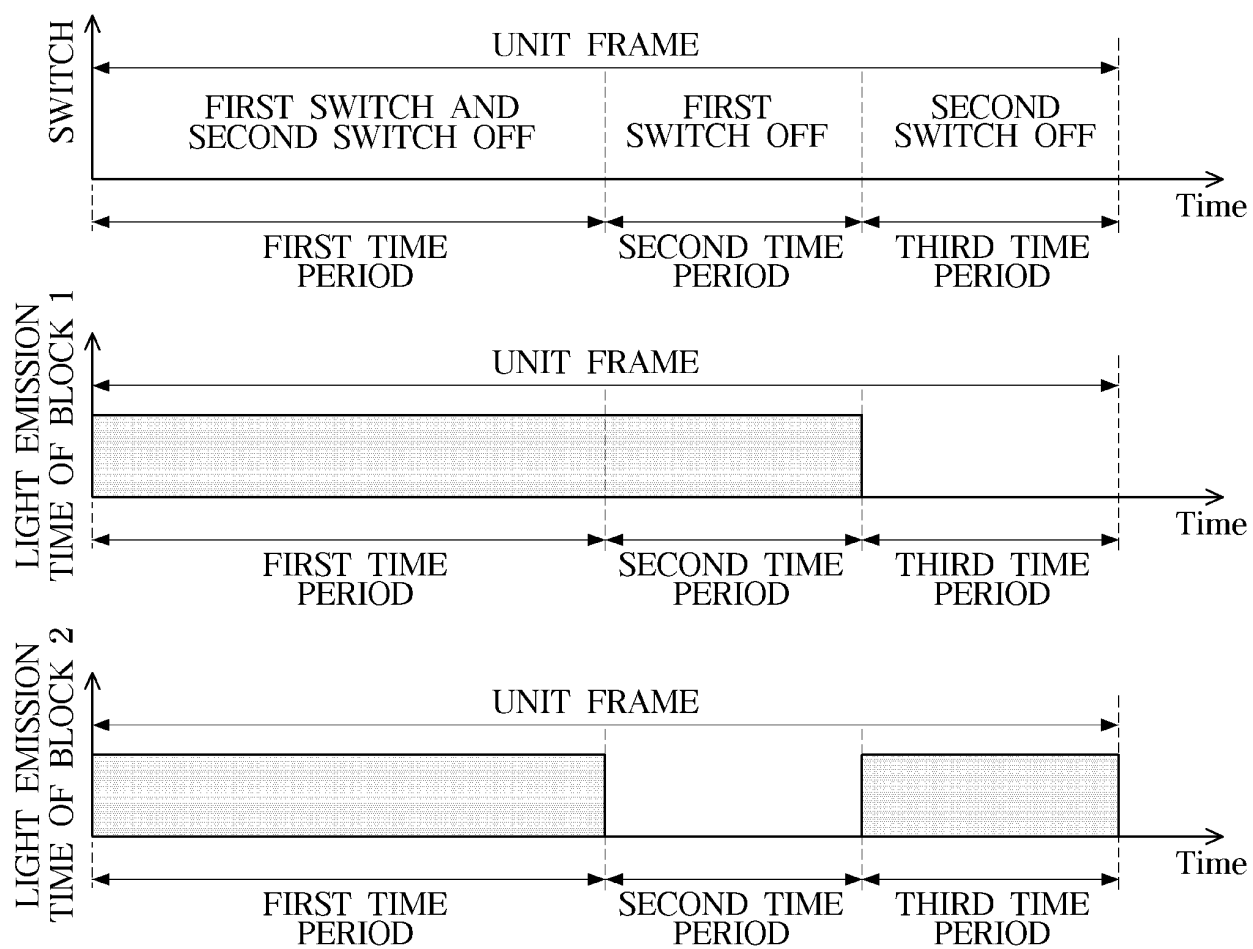 SWITCH
UNIT FRAME
FIRST SWITCH AND
SECOND SWITCH OFF
FIRST
SWITCH OFF
SECOND
SWITCH OFF
Time
FIRST TIME
PERIOD
SECOND TIME
PERIOD
THIRD TIME
PERIOD
LIGHT EMISSION
TIME OF BLOCK 1
UNIT FRAME
Time
FIRST TIME
PERIOD
SECOND TIME
PERIOD
THIRD TIME
PERIOD
LIGHT EMISSION
TIME OF BLOCK 2
UNIT FRAME
Time
FIRST TIME
PERIOD
SECOND TIME
PERIOD
THIRD TIME
PERIOD